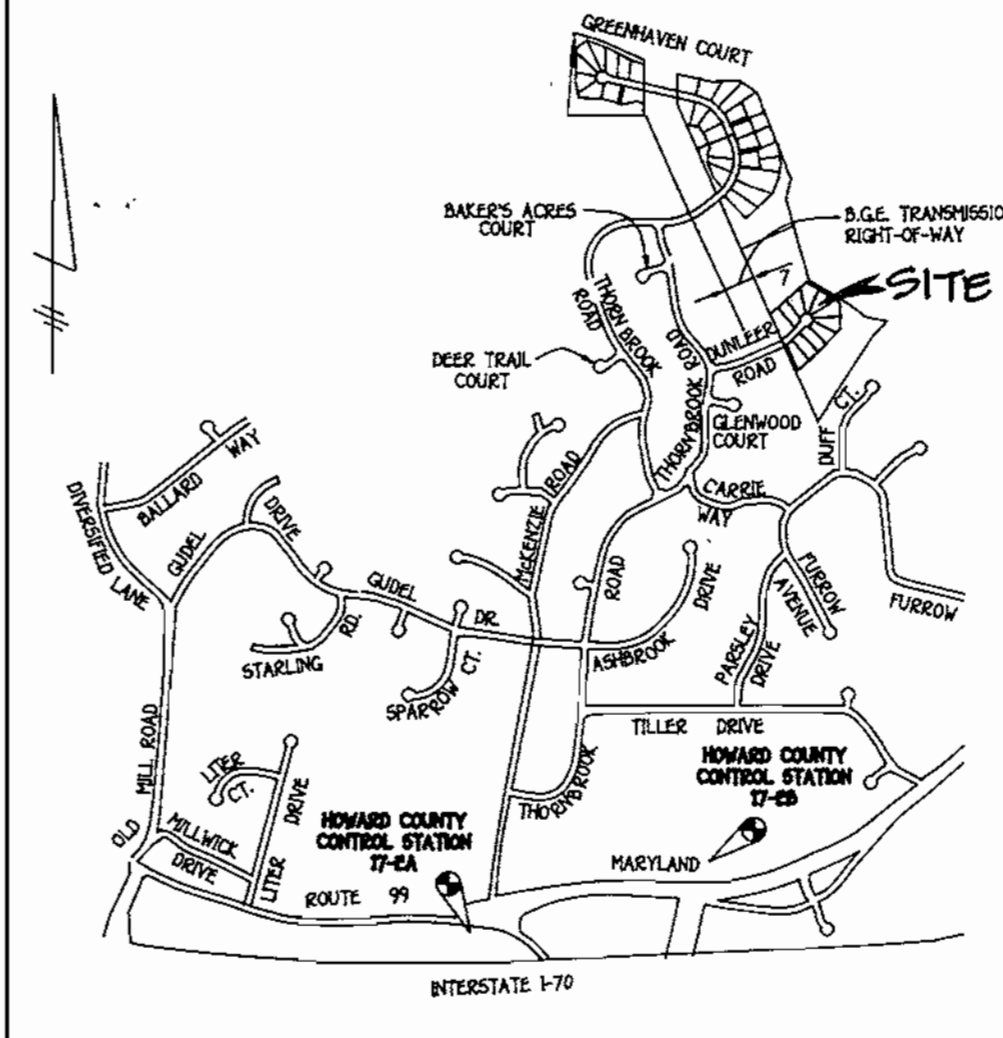 GREENHAVEN COURT
BAKER'S ACRES
COURT
B.G.E. TRANSMISSIO
RIGHT-OF-WAY
SITE
THORNBROOK
ROAD
DUNLEER
ROAD
THORNBROOK ROAD
DEER TRAIL
COURT
GLENWOOD
COURT
DUFF CT.
CARRIE
WAY
BALLARD WAY
DIVERSIFIED LANE
GUDEL DRIVE
McKENZIE ROAD
ROAD
GUDEL DR.
FURROW
AVENUE
FURROW
STARLING RD.
SPARROW CT.
ASHBROOK DRIVE
PARSLEY
DRIVE
TILLER DRIVE
OLD MILL ROAD
LITER
CT.
LITER DRIVE
MILLWICK
DRIVE
THORNBROOK
HOWARD COUNTY
CONTROL STATION
17-EB
HOWARD COUNTY
CONTROL STATION
17-EA
MARYLAND
ROUTE 99
INTERSTATE I-70